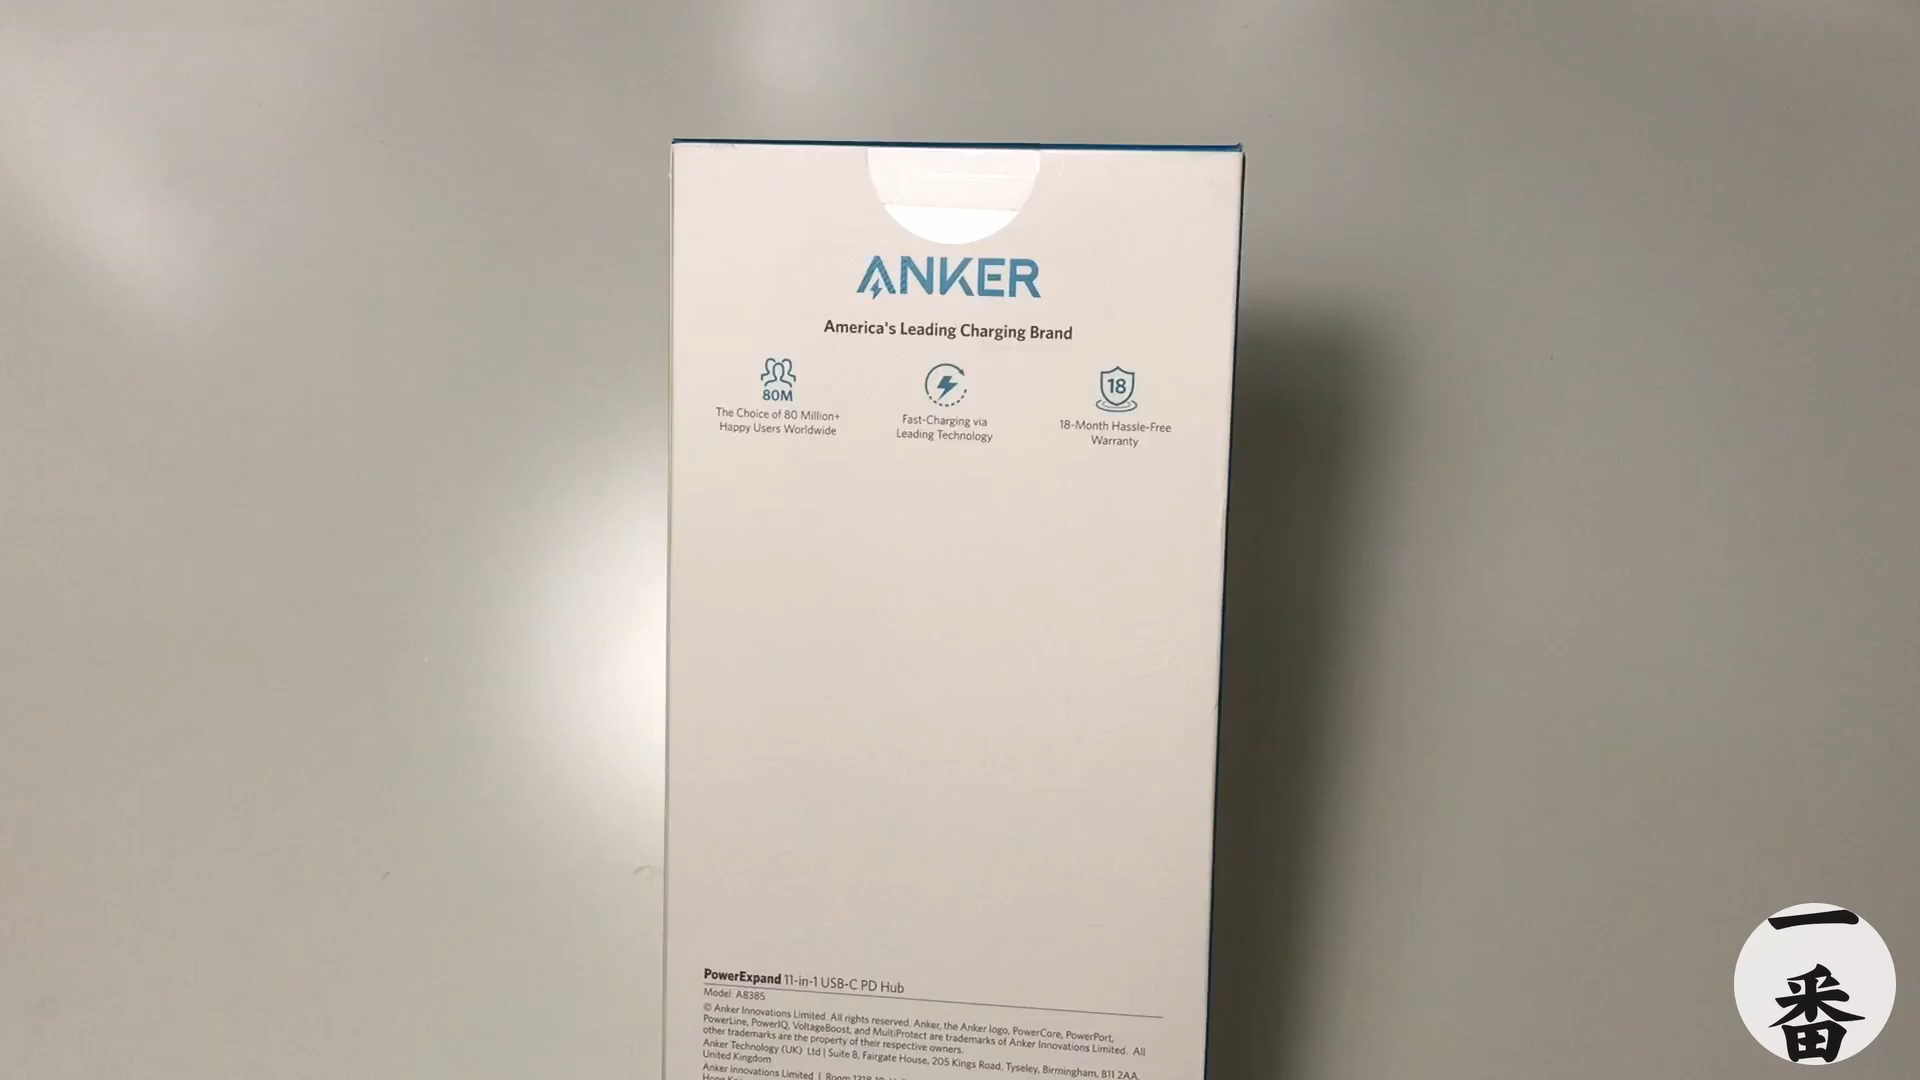 ANKER
America's Leading Charging Brand
80M
The Choice of 80 Million+
Happy Users Worldwide
Fast-Charging via
Leading Technology
18
18-Month Hassle-Free
Warranty
PowerExpand 11-in-1 USB-C PD Hub
Model: A8385
© Anker Innovations Limited. All rights reserved. Anker, the Anker logo, PowerCore, PowerPort,
PowerLine, PowerIQ, VoltageBoost, and MultiProtect are trademarks of Anker Innovations Limited. All
other trademarks are the property of their respective owners.
Anker Technology (UK) Ltd | Suite B, Fairgate House, 205 Kings Road, Tyseley, Birmingham, B11 2AA,
United Kingdom
Anker Innovations Limited | Room
一
番